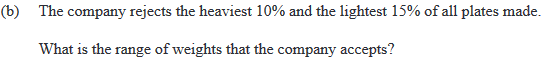 (b) The company rejects the heaviest 10% and the lightest 15% of all plates made.
What is the range of weights that the company accepts?